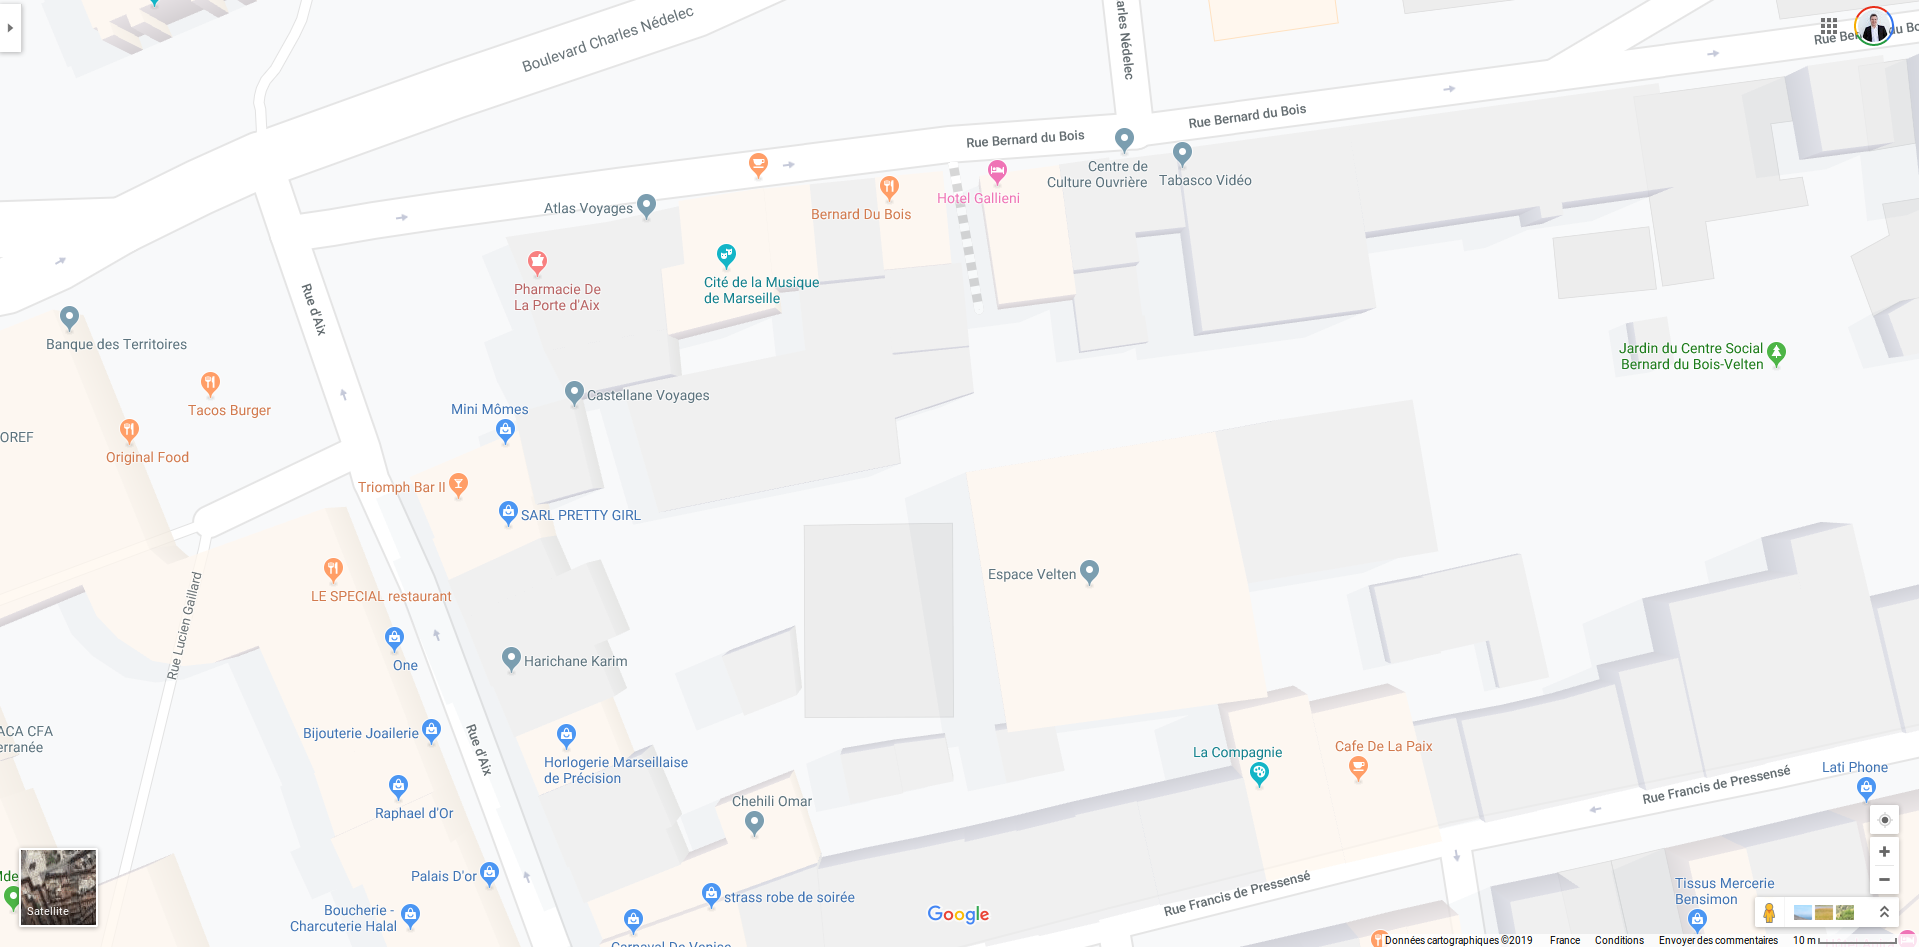 Boulevard Charles Nédelec
arles Nédelec
Rue Bernard du Bois
Rue Bernard du Bois
Rue Be
du Bo
Centre de
Culture Ouvrière
Tabasco Vidéo
Hotel Gallieni
Atlas Voyages
Bernard Du Bois
Pharmacie De
La Porte d'Aix
Cité de la Musique
de Marseille
Rue d'Aix
Banque des Territoires
Jardin du Centre Social
Bernard du Bois-Velten
Tacos Burger
Castellane Voyages
Mini Mômes
OREF
Original Food
Triomph Bar II
SARL PRETTY GIRL
Espace Velten
LE SPECIAL restaurant
Rue Lucien Gaillard
One
Harichane Karim
ACA CFA
erranée
Bijouterie Joailerie
Rue d'Aix
Horlogerie Marseillaise
de Précision
La Compagnie
Cafe De La Paix
Lati Phone
Rue Francis de Pressensé
Raphael d'Or
Chehili Omar
Palais D'or
strass robe de soirée
Rue Francis de Pressensé
Tissus Mercerie
Bensimon
Mde
Satellite
Boucherie -
Charcuterie Halal
Google
Carnaval De Venise
Données cartographiques ©2019 France Conditions Envoyer des commentaires 10 m